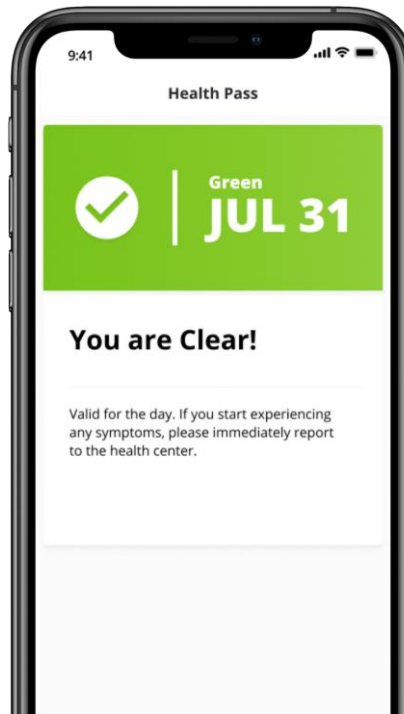 9:41
Health Pass
Green
JUL 31
You are Clear!
Valid for the day. If you start experiencing
any symptoms, please immediately report
to the health center.